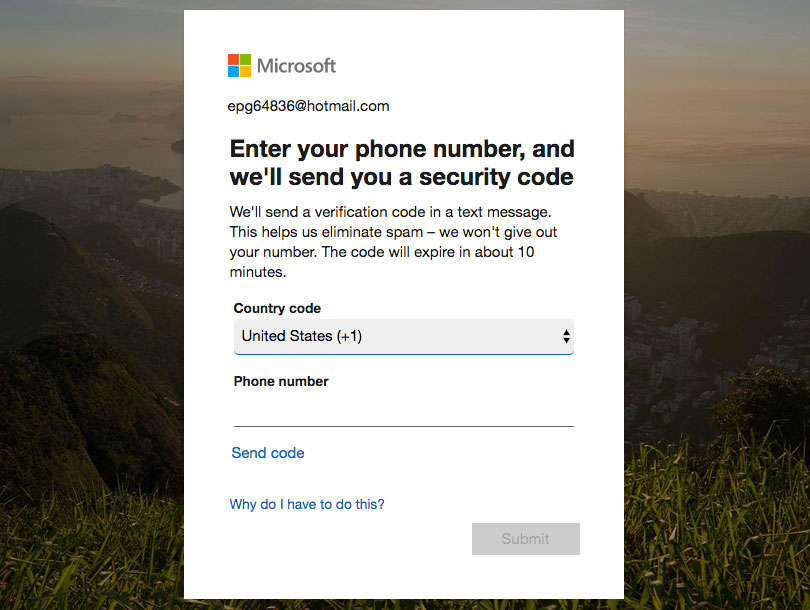 Microsoft
epg64836@hotmail.com
Enter your phone number, and
we'll send you a security code
We'll send a verification code in a text message.
This helps us eliminate spam – we won't give out
your number. The code will expire in about 10
minutes.
Country code
United States (+1)
Phone number
Send code
Why do I have to do this?
Submit